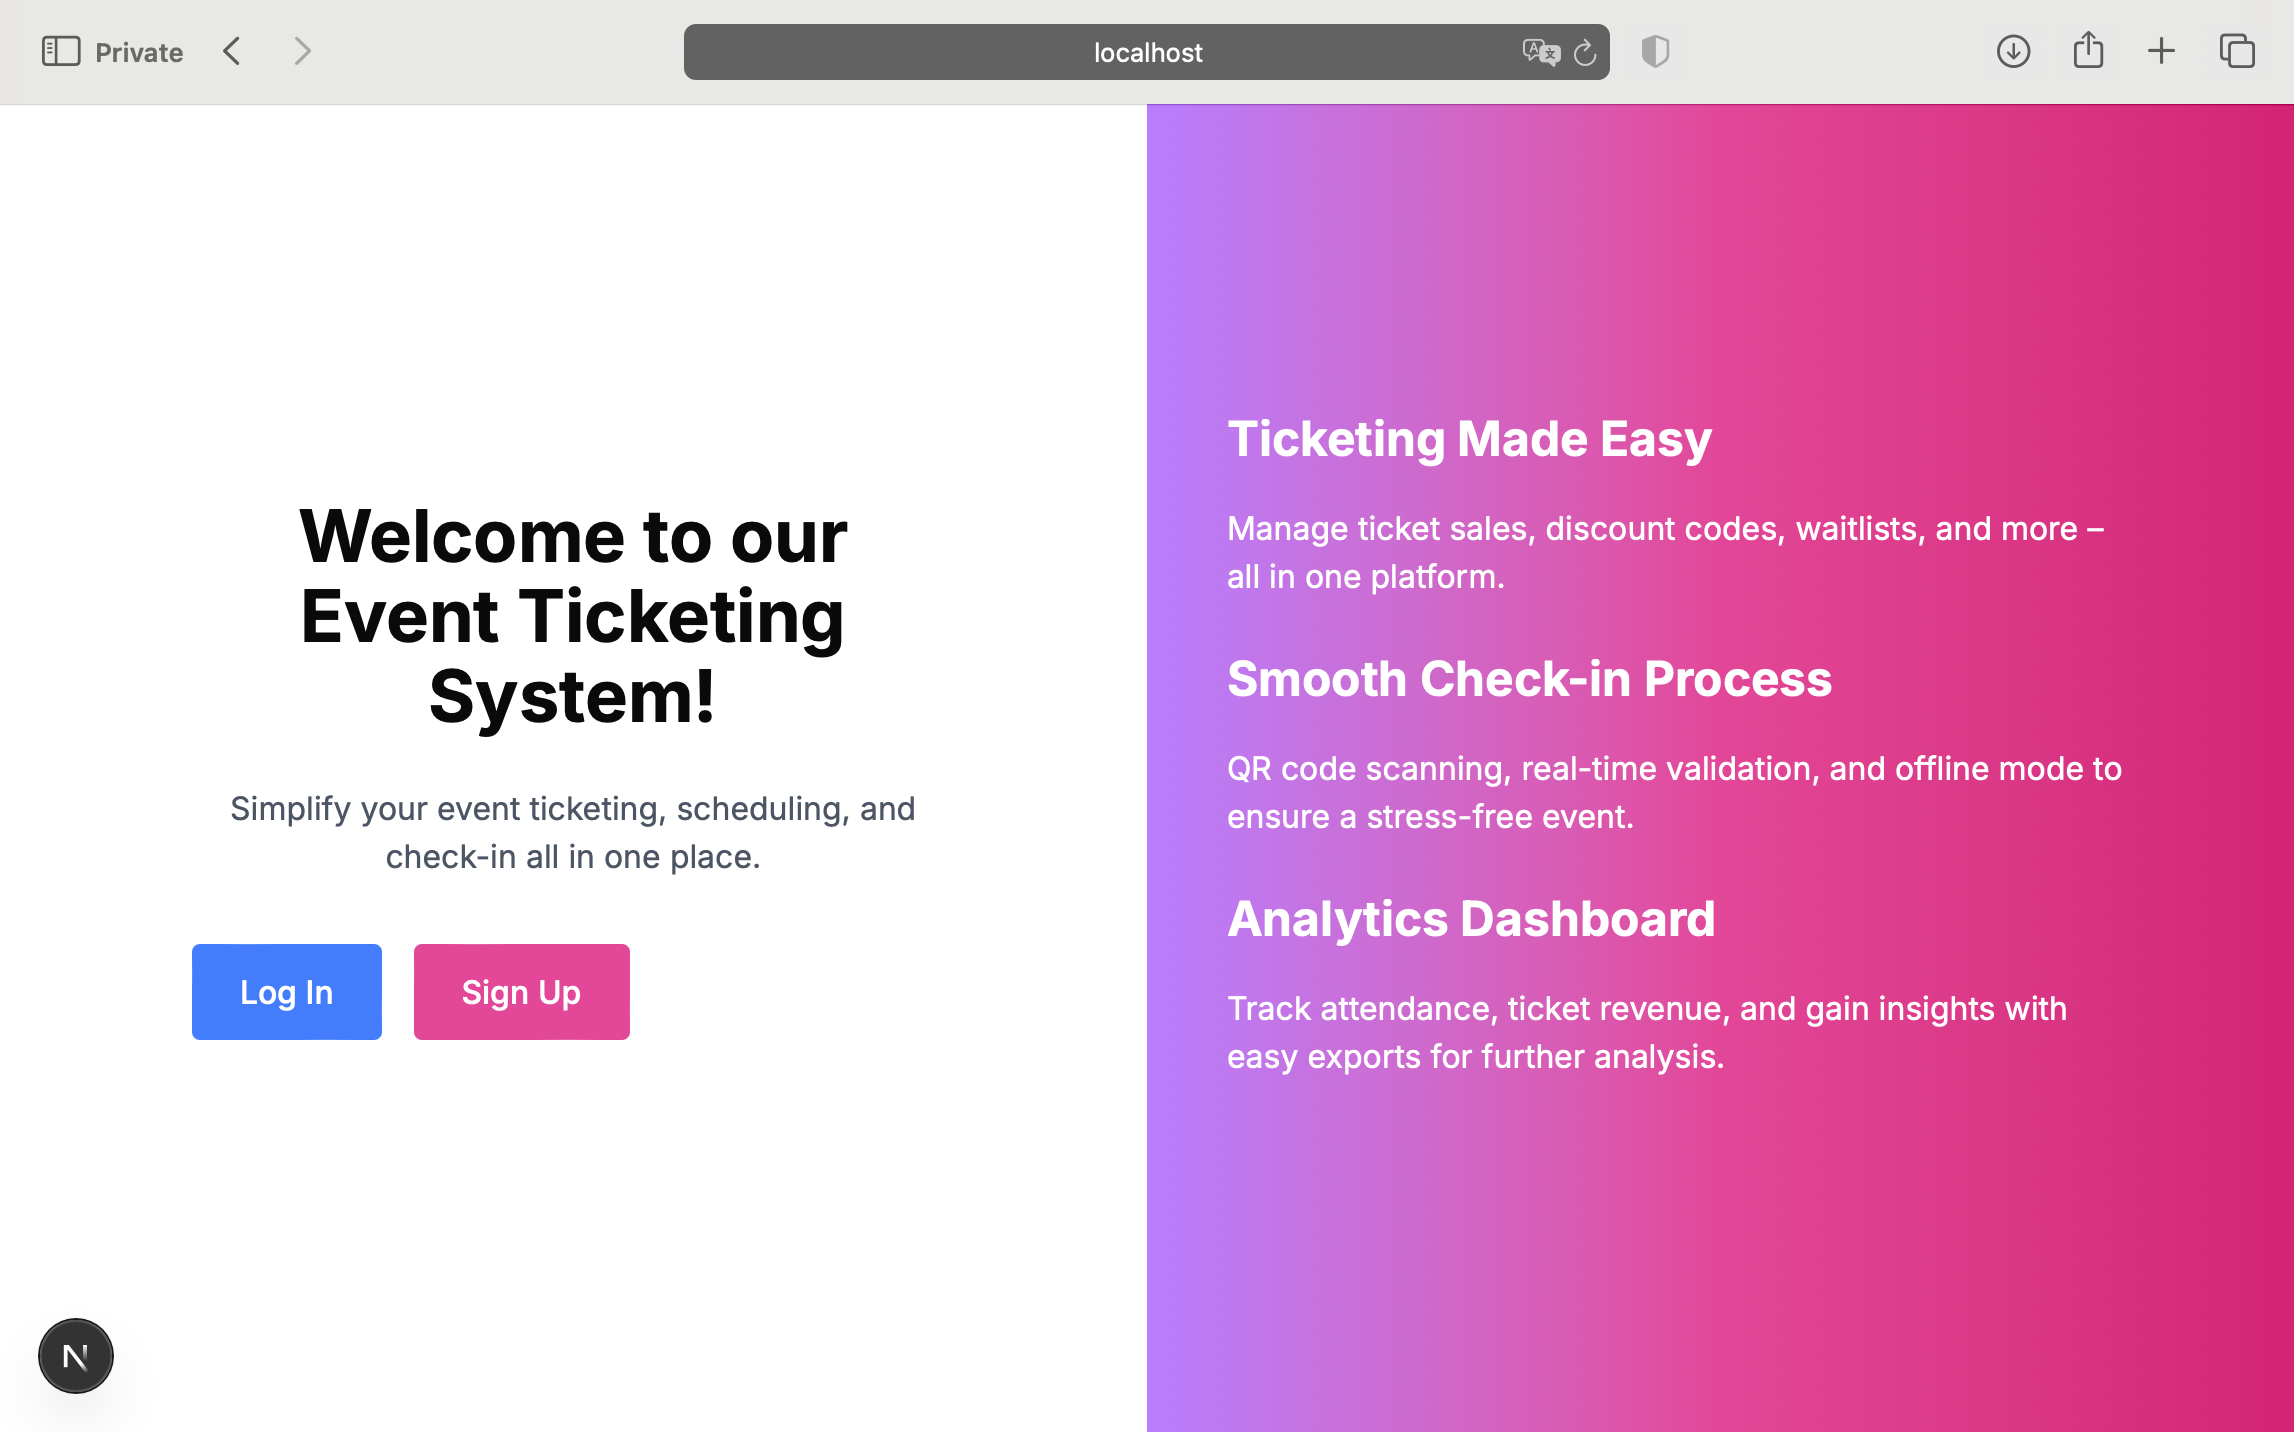 Private
localhost
Welcome to our
Event Ticketing
System!
Simplify your event ticketing, scheduling, and
check-in all in one place.
Log In
Sign Up
Ticketing Made Easy
Manage ticket sales, discount codes, waitlists, and more –
all in one platform.
Smooth Check-in Process
QR code scanning, real-time validation, and offline mode to
ensure a stress-free event.
Analytics Dashboard
Track attendance, ticket revenue, and gain insights with
easy exports for further analysis.
N